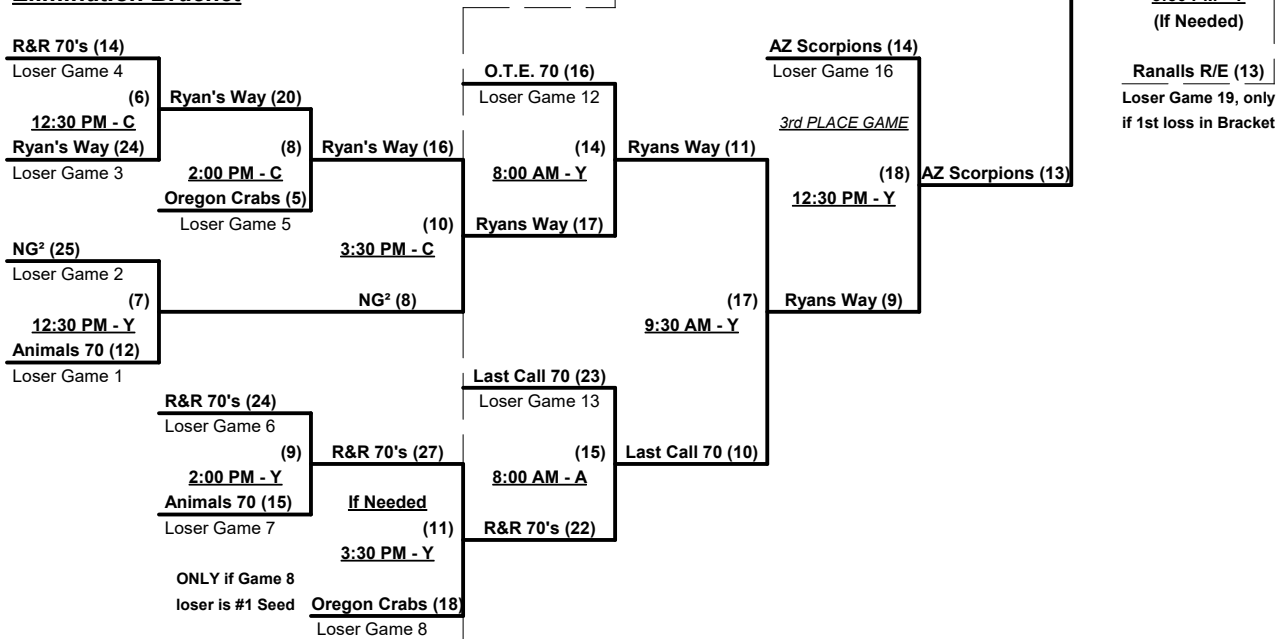 R&R 70's (14)
Loser Game 4
(6)
12:30 PM - C
Ryan's Way (24)
Loser Game 3
Ryan's Way (20)
(8)
2:00 PM - C
Oregon Crabs (5)
Loser Game 5
Ryan's Way (16)
(10)
3:30 PM - C
NG² (25)
Loser Game 2
(7)
12:30 PM - Y
Animals 70 (12)
Loser Game 1
NG² (8)
O.T.E. 70 (16)
Loser Game 12
(14)
8:00 AM - Y
Ryans Way (17)
Ryans Way (11)
(17)
9:30 AM - Y
R&R 70's (24)
Loser Game 6
(9)
2:00 PM - Y
Animals 70 (15)
Loser Game 7
R&R 70's (27)
If Needed
(11)
3:30 PM - Y
ONLY if Game 8
loser is #1 Seed
Oregon Crabs (18)
Loser Game 8
Last Call 70 (23)
Loser Game 13
(15)
8:00 AM - A
R&R 70's (22)
Last Call 70 (10)
AZ Scorpions (14)
Loser Game 16
3rd PLACE GAME
(18)
12:30 PM - Y
Ryans Way (9)
AZ Scorpions (13)
(If Needed)
Ranalls R/E (13)
Loser Game 19, only
if 1st loss in Bracket